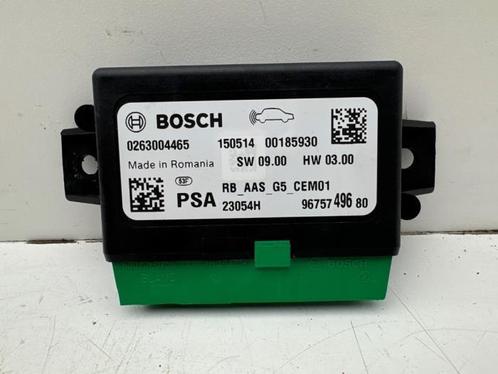 BOSCH
0263004465 150514 00185930
Made in Romania SW 09.00 HW 03.00
PSA RB_AAS_G5_CEM01
23054H 96757 496 80
BOSCH